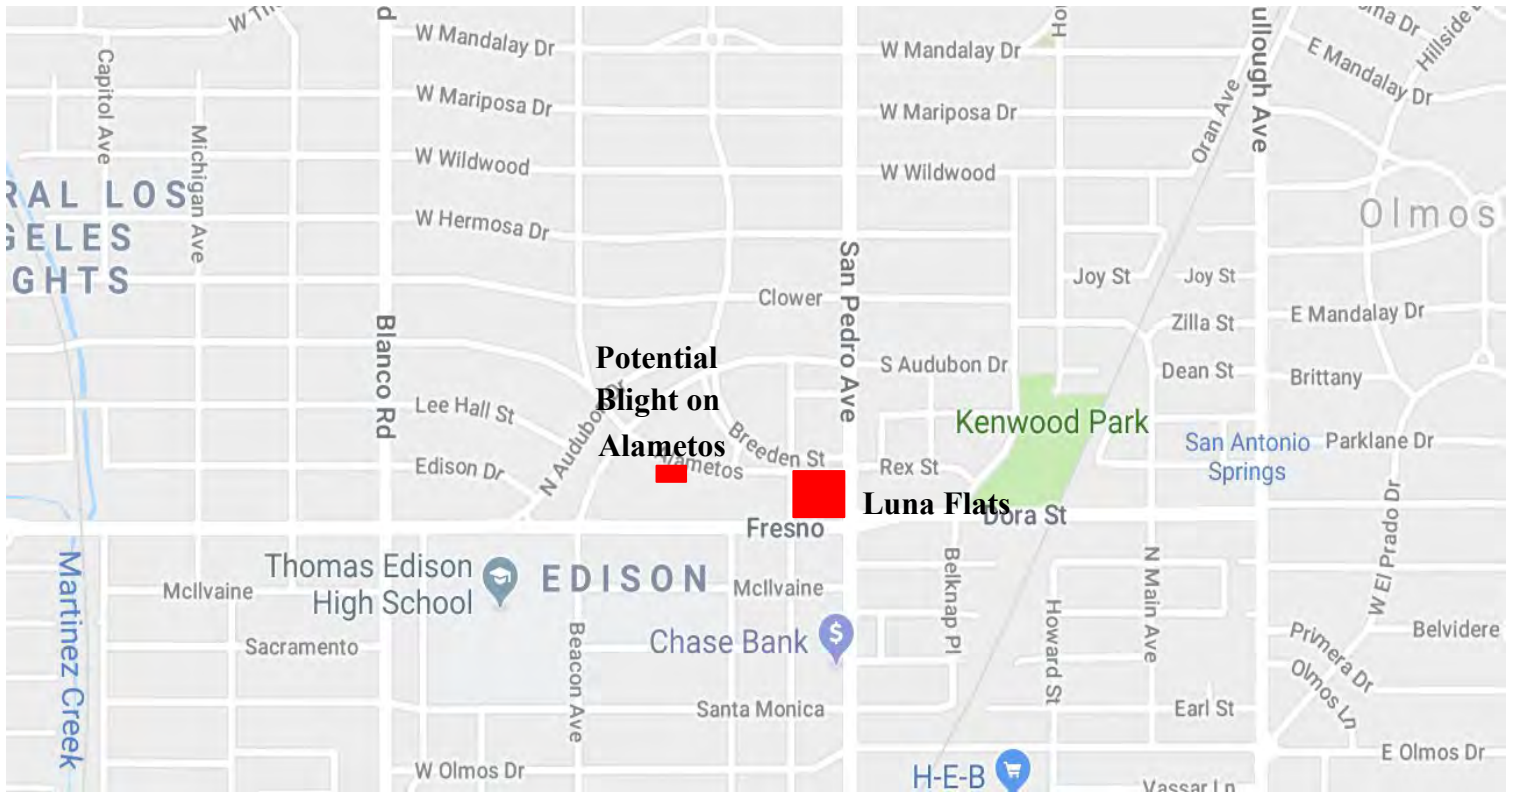 W Mandalay Dr
W Mandalay Dr
E Mandalay Dr
Hillside
Capitol Ave
W Mariposa Dr
W Mariposa Dr
Oran Ave
ullough Ave
Michigan Ave
W Wildwood
W Wildwood
RAL LOS
GELES
GHTS
W Hermosa Dr
Olmos
San Pedro Ave
Joy St
Joy St
Clower
Zilla St
E Mandalay Dr
Blanco Rd
Potential
Blight on
Alametos
S Audubon Dr
Dean St
Brittany
Lee Hall St
N Audubon Dr
Kenwood Park
Breeden St
San Antonio
Springs
Parklane Dr
Edison Dr
Alametos
Rex St
Luna Flats
Dora St
Fresno
W El Prado Dr
Martinez Creek
Thomas Edison
High School
EDISON
McIlvaine
McIlvaine
Belknap Pl
N Main Ave
Howard St
Sacramento
Beacon Ave
Chase Bank
$
Primera Dr
Belvidere
Olmos Ln
Santa Monica
Earl St
W Olmos Dr
H-E-B
E Olmos Dr
Vassar Ln